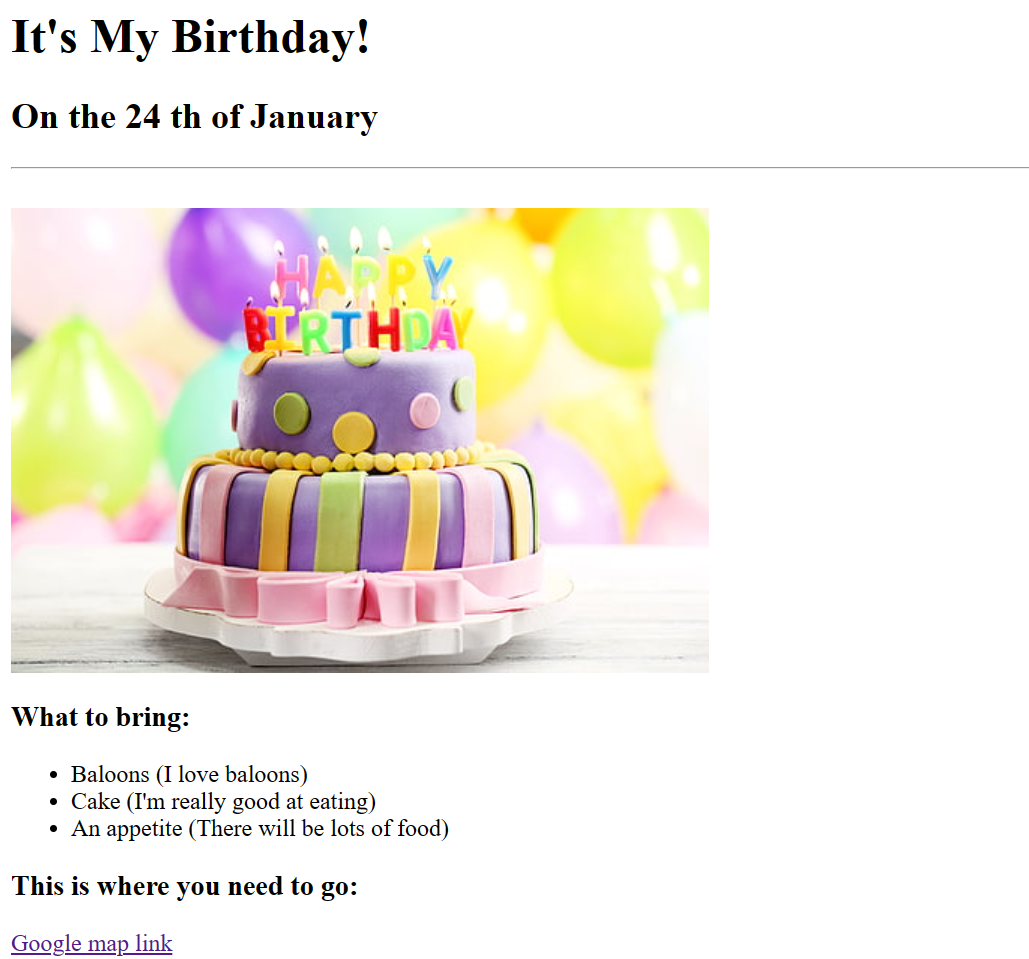 It's My Birthday!
On the 24 th of January
HAPPY
BIRTHDAY
What to bring:
Baloons (I love baloons)
Cake (I'm really good at eating)
An appetite (There will be lots of food)
This is where you need to go:
Google map link